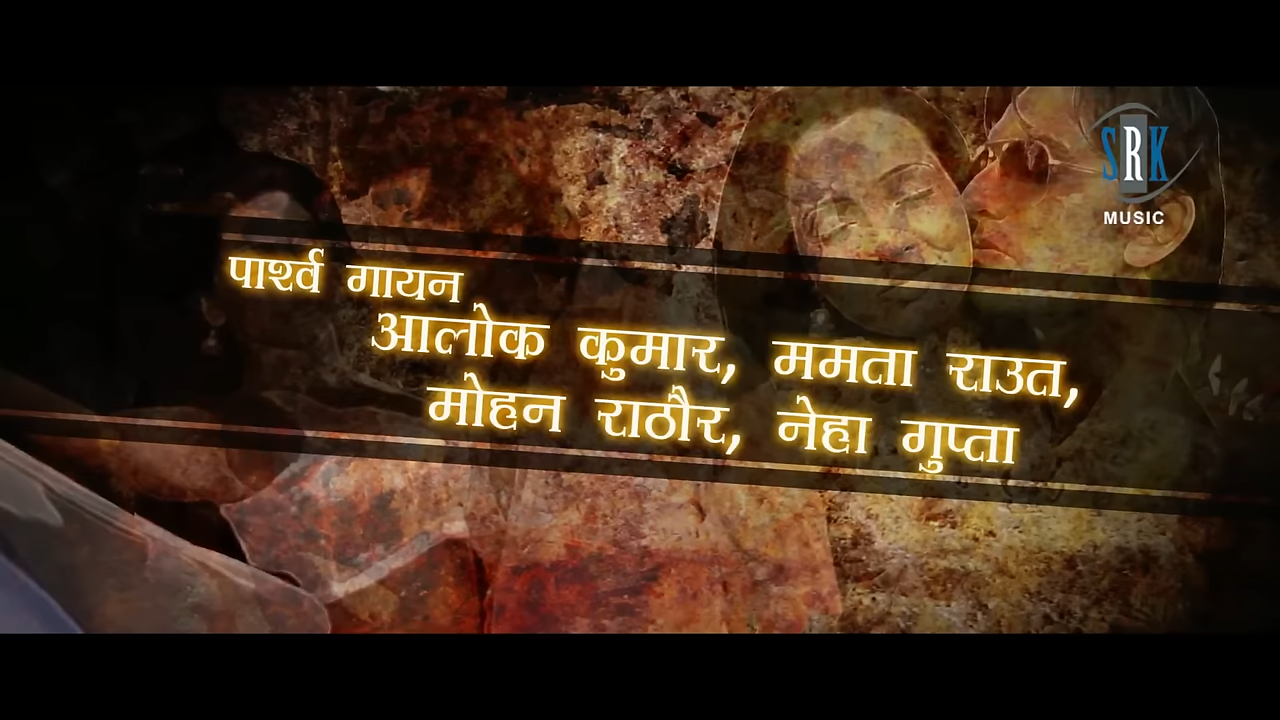 SRK
MUSIC
पार्श्व गायन
आलोक कुमार, ममता राउत,
मोहन राठौर, नेहा गुप्ता